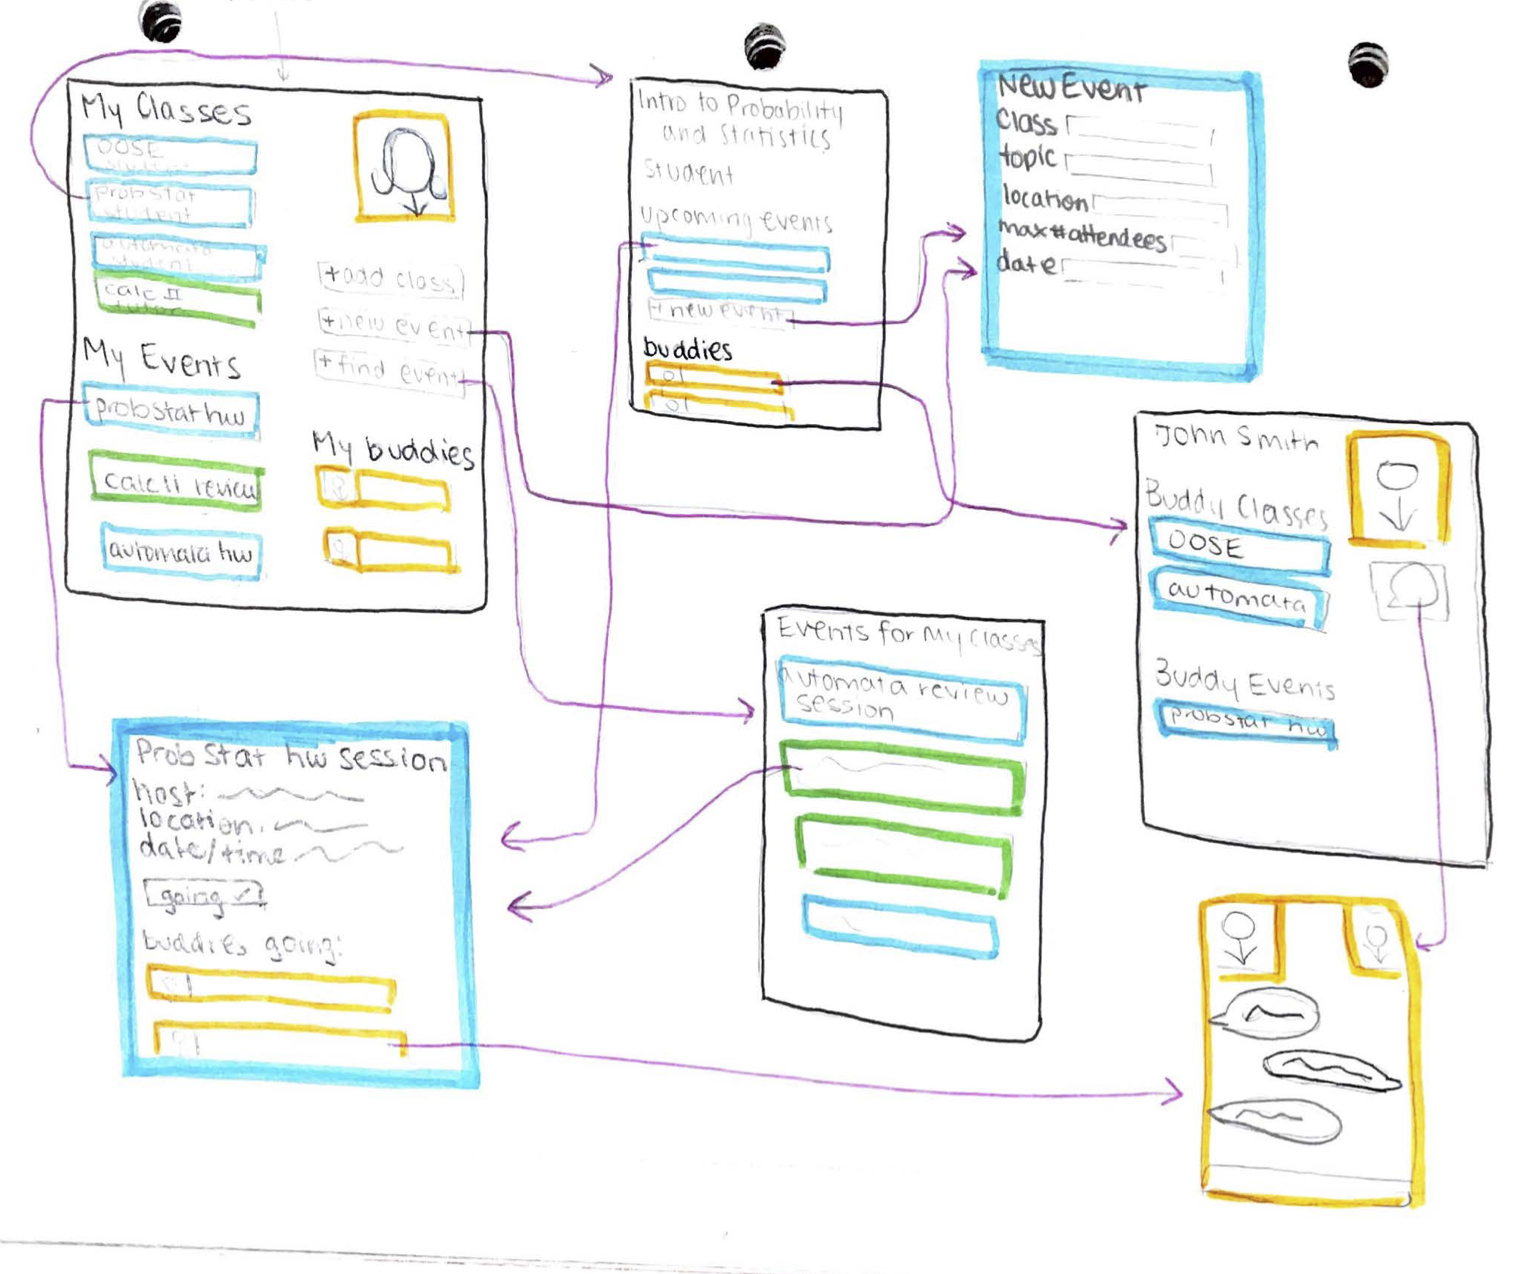 My Classes
OOSE
student
probstat
student
automata
student
calc II
tutor
+add class
+new event
+find event
My Events
probstat hw
calc II review
automata hw
My buddies
Intro to Probability
and Statistics
student
upcoming events
+new event
buddies
New Event
class
topic
location
max # attendees
date
John Smith
Buddy Classes
OOSE
automata
Buddy Events
probstat hw
Events for My Classes
automata review
session
Prob Stat hw session
host:
location:
date/time
going ✓
buddies going: